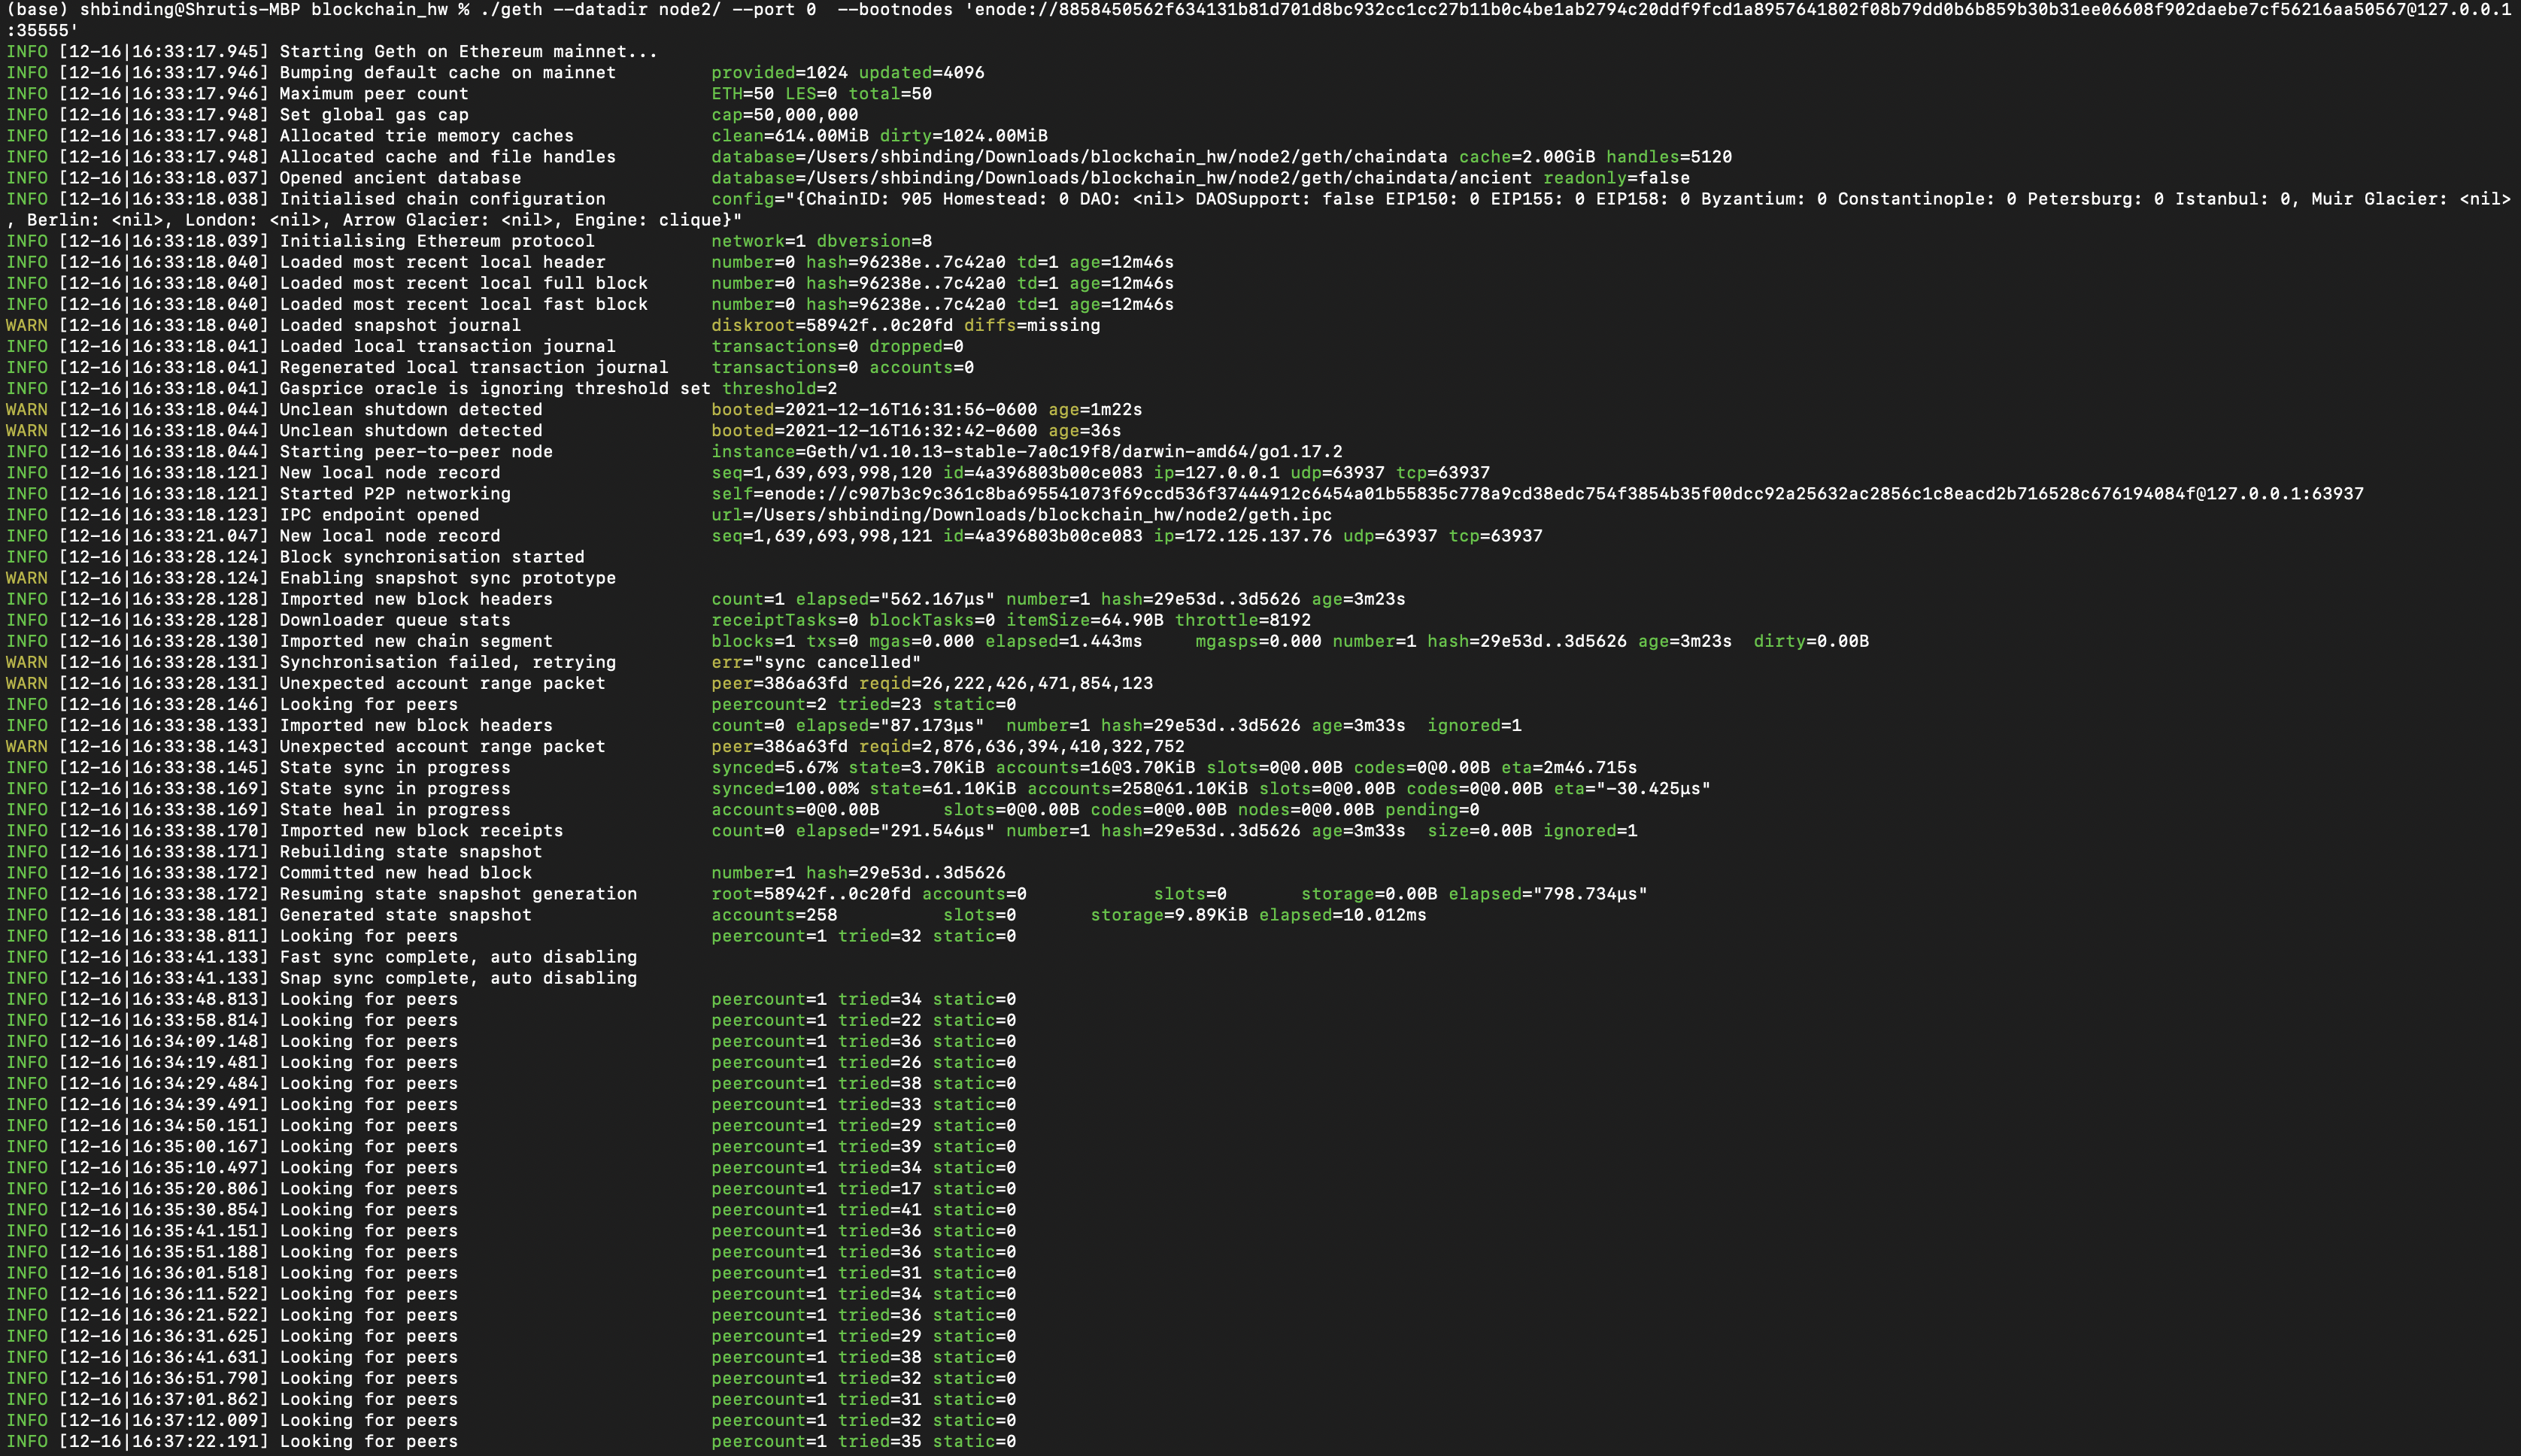 (base) shbinding@Shrutis-MBP blockchain_hw % ./geth --datadir node2/ --port 0  --bootnodes 'enode://8858450562f634131b81d701d8bc932cc1cc27b11b0c4be1ab2794c20ddf9fcd1a8957641802f08b79dd0b6b859b30b31ee06608f902daebe7cf56216aa50567@127.0.0.1
:35555'
INFO [12-16|16:33:17.945] Starting Geth on Ethereum mainnet...
INFO [12-16|16:33:17.946] Bumping default cache on mainnet         provided=1024 updated=4096
INFO [12-16|16:33:17.946] Maximum peer count                       ETH=50 LES=0 total=50
INFO [12-16|16:33:17.948] Set global gas cap                       cap=50,000,000
INFO [12-16|16:33:17.948] Allocated trie memory caches             clean=614.00MiB dirty=1024.00MiB
INFO [12-16|16:33:17.948] Allocated cache and file handles         database=/Users/shbinding/Downloads/blockchain_hw/node2/geth/chaindata cache=2.00GiB handles=5120
INFO [12-16|16:33:18.037] Opened ancient database                  database=/Users/shbinding/Downloads/blockchain_hw/node2/geth/chaindata/ancient readonly=false
INFO [12-16|16:33:18.038] Initialised chain configuration          config="{ChainID: 905 Homestead: 0 DAO: <nil> DAOSupport: false EIP150: 0 EIP155: 0 EIP158: 0 Byzantium: 0 Constantinople: 0 Petersburg: 0 Istanbul: 0, Muir Glacier: <nil>
, Berlin: <nil>, London: <nil>, Arrow Glacier: <nil>, Engine: clique}"
INFO [12-16|16:33:18.039] Initialising Ethereum protocol           network=1 dbversion=8
INFO [12-16|16:33:18.040] Loaded most recent local header          number=0 hash=96238e..7c42a0 td=1 age=12m46s
INFO [12-16|16:33:18.040] Loaded most recent local full block      number=0 hash=96238e..7c42a0 td=1 age=12m46s
INFO [12-16|16:33:18.040] Loaded most recent local fast block      number=0 hash=96238e..7c42a0 td=1 age=12m46s
WARN [12-16|16:33:18.040] Loaded snapshot journal                  diskroot=58942f..0c20fd diffs=missing
INFO [12-16|16:33:18.041] Loaded local transaction journal         transactions=0 dropped=0
INFO [12-16|16:33:18.041] Regenerated local transaction journal    transactions=0 accounts=0
INFO [12-16|16:33:18.041] Gasprice oracle is ignoring threshold set threshold=2
WARN [12-16|16:33:18.044] Unclean shutdown detected                booted=2021-12-16T16:31:56-0600 age=1m22s
WARN [12-16|16:33:18.044] Unclean shutdown detected                booted=2021-12-16T16:32:42-0600 age=36s
INFO [12-16|16:33:18.044] Starting peer-to-peer node               instance=Geth/v1.10.13-stable-7a0c19f8/darwin-amd64/go1.17.2
INFO [12-16|16:33:18.121] New local node record                    seq=1,639,693,998,120 id=4a396803b00ce083 ip=127.0.0.1 udp=63937 tcp=63937
INFO [12-16|16:33:18.121] Started P2P networking                   self=enode://c907b3c9c361c8ba695541073f69ccd536f37444912c6454a01b55835c778a9cd38edc754f3854b35f00dcc92a25632ac2856c1c8eacd2b716528c676194084f@127.0.0.1:63937
INFO [12-16|16:33:18.123] IPC endpoint opened                      url=/Users/shbinding/Downloads/blockchain_hw/node2/geth.ipc
INFO [12-16|16:33:21.047] New local node record                    seq=1,639,693,998,121 id=4a396803b00ce083 ip=172.125.137.76 udp=63937 tcp=63937
INFO [12-16|16:33:28.124] Block synchronisation started
WARN [12-16|16:33:28.124] Enabling snapshot sync prototype
INFO [12-16|16:33:28.128] Imported new block headers               count=1 elapsed="562.167µs" number=1 hash=29e53d..3d5626 age=3m23s
INFO [12-16|16:33:28.128] Downloader queue stats                   receiptTasks=0 blockTasks=0 itemSize=64.90B throttle=8192
INFO [12-16|16:33:28.130] Imported new chain segment               blocks=1 txs=0 mgas=0.000 elapsed=1.443ms     mgasps=0.000 number=1 hash=29e53d..3d5626 age=3m23s  dirty=0.00B
WARN [12-16|16:33:28.131] Synchronisation failed, retrying         err="sync cancelled"
WARN [12-16|16:33:28.131] Unexpected account range packet          peer=386a63fd reqid=26,222,426,471,854,123
INFO [12-16|16:33:28.146] Looking for peers                        peercount=2 tried=23 static=0
INFO [12-16|16:33:38.133] Imported new block headers               count=0 elapsed="87.173µs"  number=1 hash=29e53d..3d5626 age=3m33s  ignored=1
WARN [12-16|16:33:38.143] Unexpected account range packet          peer=386a63fd reqid=2,876,636,394,410,322,752
INFO [12-16|16:33:38.145] State sync in progress                   synced=5.67% state=3.70KiB accounts=16@3.70KiB slots=0@0.00B codes=0@0.00B eta=2m46.715s
INFO [12-16|16:33:38.169] State sync in progress                   synced=100.00% state=61.10KiB accounts=258@61.10KiB slots=0@0.00B codes=0@0.00B eta="-30.425µs"
INFO [12-16|16:33:38.169] State heal in progress                   accounts=0@0.00B      slots=0@0.00B codes=0@0.00B nodes=0@0.00B pending=0
INFO [12-16|16:33:38.170] Imported new block receipts              count=0 elapsed="291.546µs" number=1 hash=29e53d..3d5626 age=3m33s  size=0.00B ignored=1
INFO [12-16|16:33:38.171] Rebuilding state snapshot
INFO [12-16|16:33:38.172] Committed new head block                 number=1 hash=29e53d..3d5626
INFO [12-16|16:33:38.172] Resuming state snapshot generation       root=58942f..0c20fd accounts=0            slots=0       storage=0.00B elapsed="798.734µs"
INFO [12-16|16:33:38.181] Generated state snapshot                 accounts=258          slots=0       storage=9.89KiB elapsed=10.012ms
INFO [12-16|16:33:38.811] Looking for peers                        peercount=1 tried=32 static=0
INFO [12-16|16:33:41.133] Fast sync complete, auto disabling
INFO [12-16|16:33:41.133] Snap sync complete, auto disabling
INFO [12-16|16:33:48.813] Looking for peers                        peercount=1 tried=34 static=0
INFO [12-16|16:33:58.814] Looking for peers                        peercount=1 tried=22 static=0
INFO [12-16|16:34:09.148] Looking for peers                        peercount=1 tried=36 static=0
INFO [12-16|16:34:19.481] Looking for peers                        peercount=1 tried=26 static=0
INFO [12-16|16:34:29.484] Looking for peers                        peercount=1 tried=38 static=0
INFO [12-16|16:34:39.491] Looking for peers                        peercount=1 tried=33 static=0
INFO [12-16|16:34:50.151] Looking for peers                        peercount=1 tried=29 static=0
INFO [12-16|16:35:00.167] Looking for peers                        peercount=1 tried=39 static=0
INFO [12-16|16:35:10.497] Looking for peers                        peercount=1 tried=34 static=0
INFO [12-16|16:35:20.806] Looking for peers                        peercount=1 tried=17 static=0
INFO [12-16|16:35:30.854] Looking for peers                        peercount=1 tried=41 static=0
INFO [12-16|16:35:41.151] Looking for peers                        peercount=1 tried=36 static=0
INFO [12-16|16:35:51.188] Looking for peers                        peercount=1 tried=36 static=0
INFO [12-16|16:36:01.518] Looking for peers                        peercount=1 tried=31 static=0
INFO [12-16|16:36:11.522] Looking for peers                        peercount=1 tried=34 static=0
INFO [12-16|16:36:21.522] Looking for peers                        peercount=1 tried=36 static=0
INFO [12-16|16:36:31.625] Looking for peers                        peercount=1 tried=29 static=0
INFO [12-16|16:36:41.631] Looking for peers                        peercount=1 tried=38 static=0
INFO [12-16|16:36:51.790] Looking for peers                        peercount=1 tried=32 static=0
INFO [12-16|16:37:01.862] Looking for peers                        peercount=1 tried=31 static=0
INFO [12-16|16:37:12.009] Looking for peers                        peercount=1 tried=32 static=0
INFO [12-16|16:37:22.191] Looking for peers                        peercount=1 tried=35 static=0